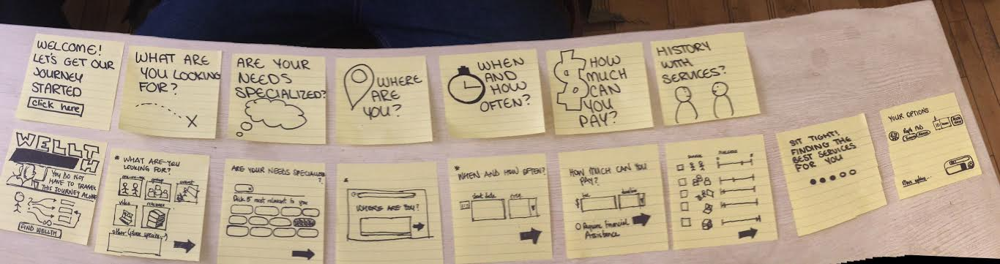 WELCOME!
LET'S GET OUR
JOURNEY
STARTED
click here
WHAT ARE
YOU LOOKING
FOR?
ARE YOUR
NEEDS
SPECIALIZED?
WHERE
ARE
YOU?
WHEN
AND
HOW
OFTEN?
$
HOW
MUCH
CAN
YOU
PAY?
HISTORY
WITH
SERVICES?
WELLTH
YOU DO NOT
HAVE TO TRAVEL
THIS JOURNEY ALONE
FIND WELLTH
* WHAT ARE YOU
LOOKING FOR?
one-on-one group event
video reference
other (please specify)
ARE YOUR NEEDS SPECIALIZED
?
Pick 5 most relevant to you
*
WHERE ARE YOU?
* WHEN AND HOW OFTEN?
start date freq.
HOW MUCH CAN YOU
PAY?
$
Require Financial
Assistance
SERVICE
SIT TIGHT!
FINDING THE
BEST SERVICES
FOR YOU
YOUR OPTIONS
More options...